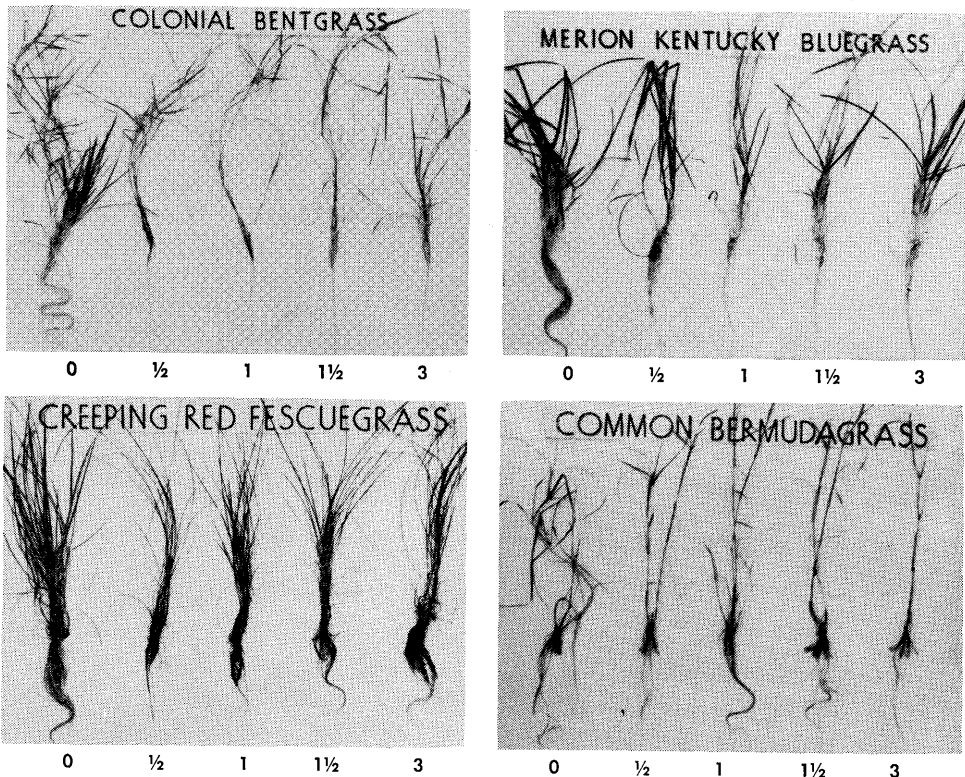 COLONIAL BENTGRASS
0 ½ 1 1½ 3
MERION KENTUCKY BLUEGRASS
0 ½ 1 1½ 3
CREEPING RED FESCUEGRASS
0 ½ 1 1½ 3
COMMON BERMUDAGRASS
0 ½ 1 1½ 3